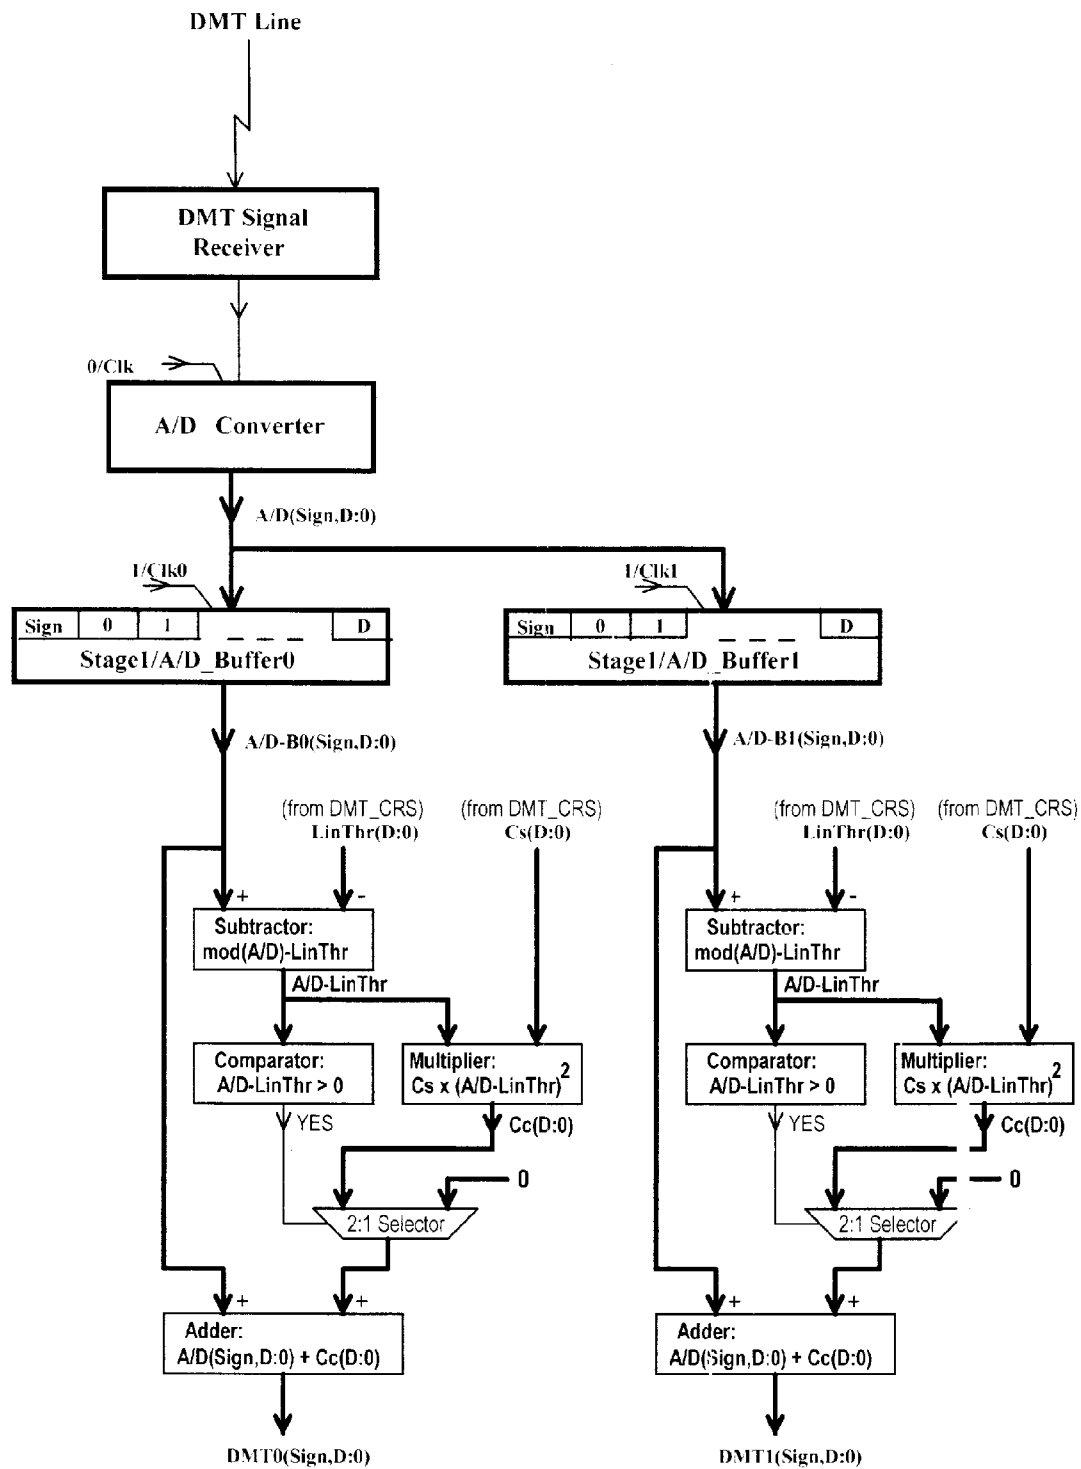 DMT Line
DMT Signal
Receiver
0/Clk
A/D Converter
A/D(Sign,D:0)
1/Clk0
1/Clk1
Sign 0 1 D
Stage1/A/D_Buffer0
Sign 0 1 D
Stage1/A/D_Buffer1
A/D-B0(Sign,D:0)
A/D-B1(Sign,D:0)
(from DMT_CRS)
LinThr(D:0)
(from DMT_CRS)
Cs(D:0)
(from DMT_CRS)
LinThr(D:0)
(from DMT_CRS)
Cs(D:0)
+ -
Subtractor:
mod(A/D)-LinThr
+ -
Subtractor:
mod(A/D)-LinThr
A/D-LinThr
A/D-LinThr
Comparator:
A/D-LinThr > 0
Multiplier:
Cs x (A/D-LinThr)2
Comparator:
A/D-LinThr > 0
Multiplier:
Cs x (A/D-LinThr)2
YES
Cc(D:0)
YES
Cc(D:0)
0
0
2:1 Selector
2:1 Selector
+ +
+ +
Adder:
A/D(Sign,D:0) + Cc(D:0)
Adder:
A/D(Sign,D:0) + Cc(D:0)
DMT0(Sign,D:0)
DMT1(Sign,D:0)